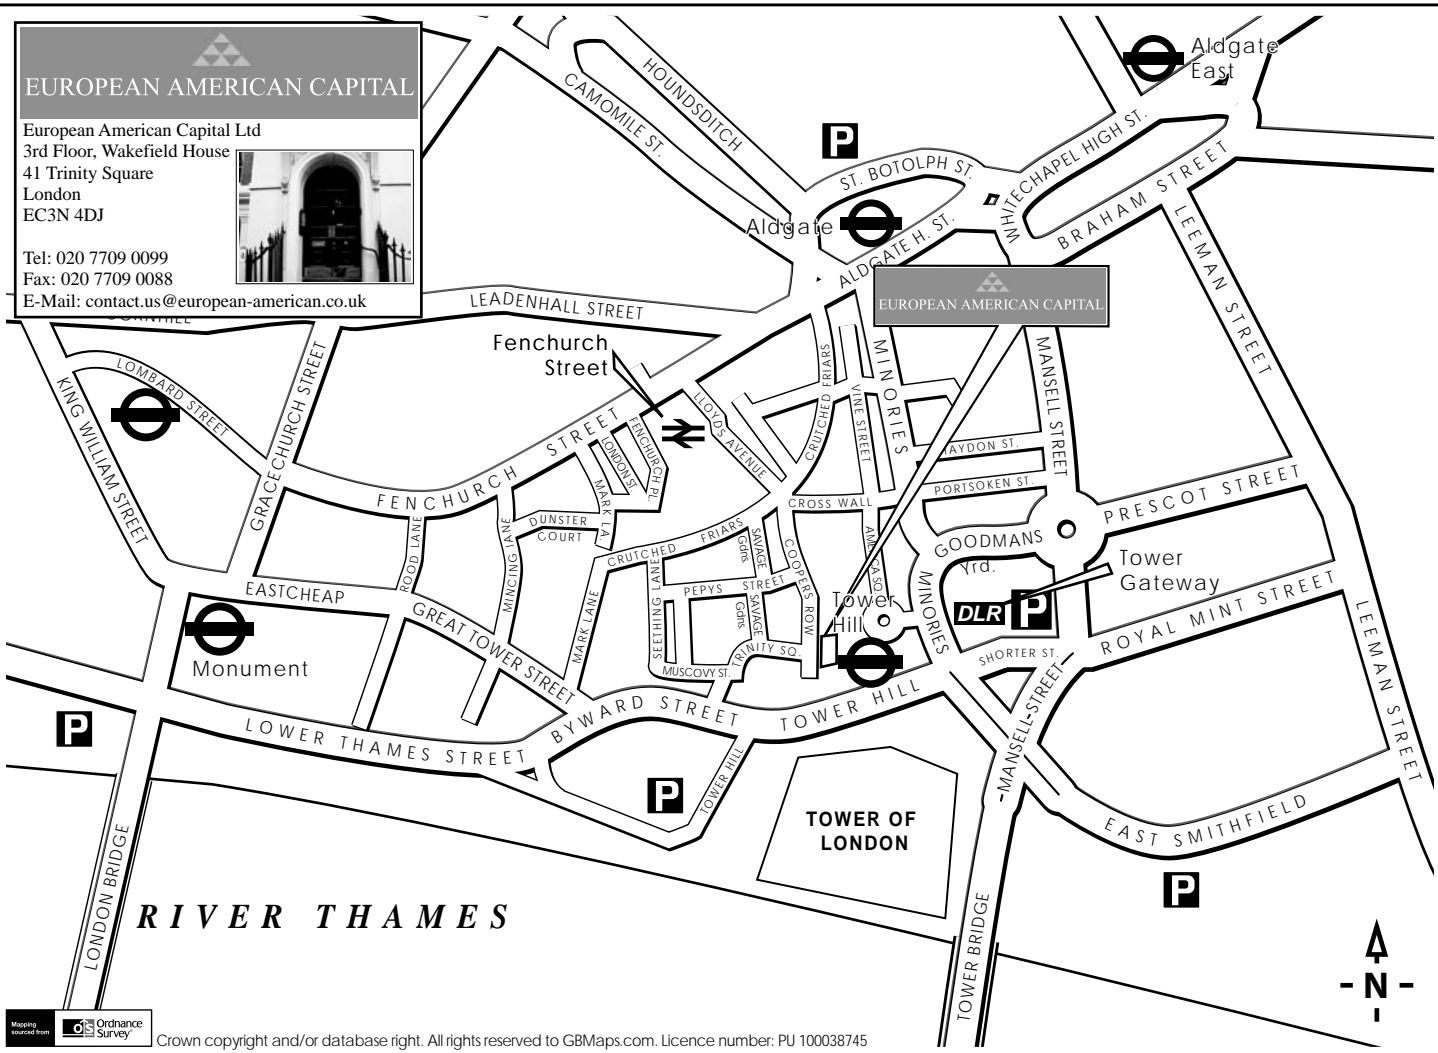 EUROPEAN AMERICAN CAPITAL
European American Capital Ltd
3rd Floor, Wakefield House
41 Trinity Square
London
EC3N 4DJ
Tel: 020 7709 0099
Fax: 020 7709 0088
E-Mail: contact.us@european-american.co.uk
Aldgate
East
HOUNDSDITCH
CAMOMILE ST.
P
ST. BOTOLPH ST.
WHITECHAPEL HIGH ST.
BRAHAM STREET
LEEMAN STREET
Aldgate
ALDGATE H. ST.
EUROPEAN AMERICAN CAPITAL
CORNHILL
LEADENHALL STREET
Fenchurch
Street
LOMBARD STREET
KING WILLIAM STREET
GRACECHURCH STREET
FENCHURCH STREET
LONDON ST.
FENCHURCH PL.
LLOYDS AVENUE
CRUTCHED FRIARS
VINE STREET
MINORIES
MANSELL STREET
HAYDON ST.
PORTSOKEN ST.
PRESCOT STREET
GOODMANS
Yrd.
CROSS WALL
AMERICA SQ.
MARK LA.
DUNSTER
COURT
ROOD LANE
MINCING LANE
CRUTCHED FRIARS
SAVAGE
Gdns.
COOPERS ROW
PEPYS STREET
SEETHING LANE
SAVAGE
Gdns.
MARK LANE
TRINITY SQ.
MUSCOVY ST.
Tower
Hill
MINORIES
DLR
P
Tower
Gateway
SHORTER ST.
ROYAL MINT STREET
LEEMAN STREET
EASTCHEAP
GREAT TOWER STREET
Monument
P
LOWER THAMES STREET
BYWARD STREET
TOWER HILL
MANSELL STREET
TOWER HILL
P
TOWER OF
LONDON
EAST SMITHFIELD
P
LONDON BRIDGE
RIVER THAMES
TOWER BRIDGE
N
Mapping
sourced from
OS Ordnance
Survey
Crown copyright and/or database right. All rights reserved to GBMaps.com. Licence number: PU 100038745